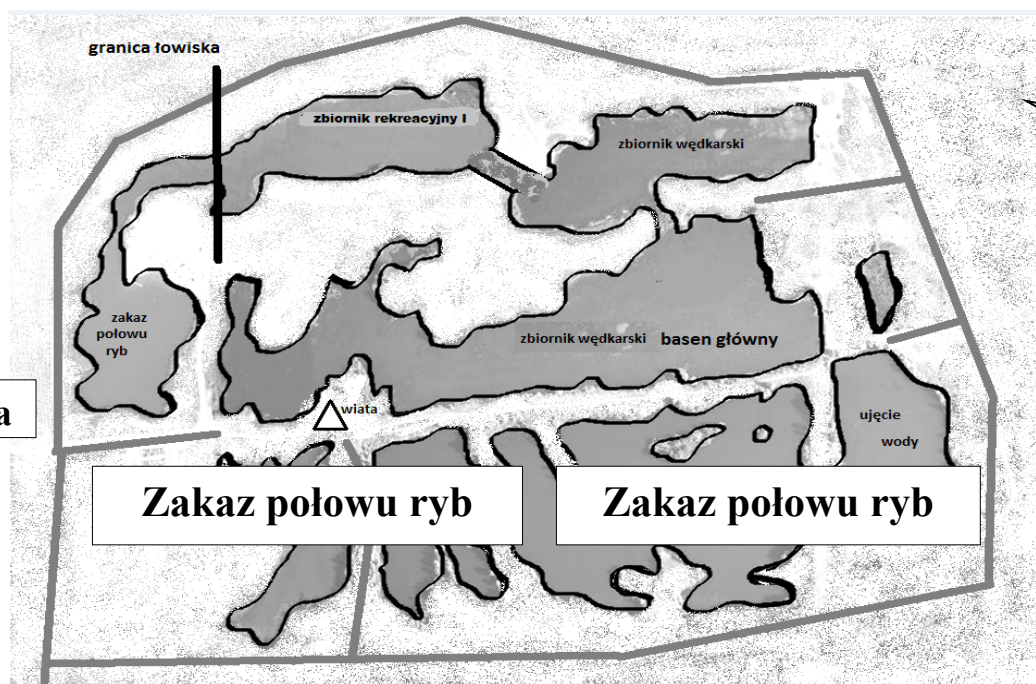 granica łowiska
zbiornik rekreacyjny I
zbiornik wędkarski
zakaz
połowu
ryb
zbiornik wędkarski basen główny
a
wiata
ujęcie
wody
Zakaz połowu ryb
Zakaz połowu ryb